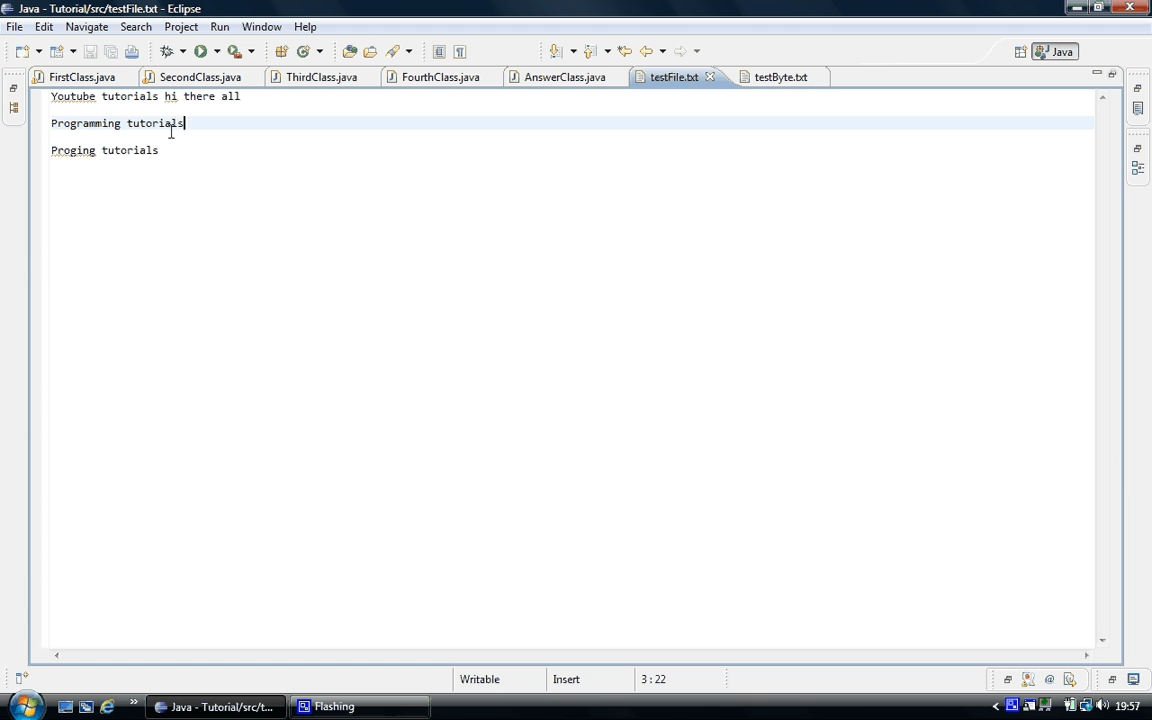 Java - Tutorial/src/testFile.txt - Eclipse
File Edit Navigate Search Project Run Window Help
Java
FirstClass.java SecondClass.java ThirdClass.java FourthClass.java AnswerClass.java testFile.txt testByte.txt
Youtube tutorials hi there all
Programming tutorials
Proging tutorials
Writable Insert 3 : 22
Java - Tutorial/src/t... Flashing 19:57